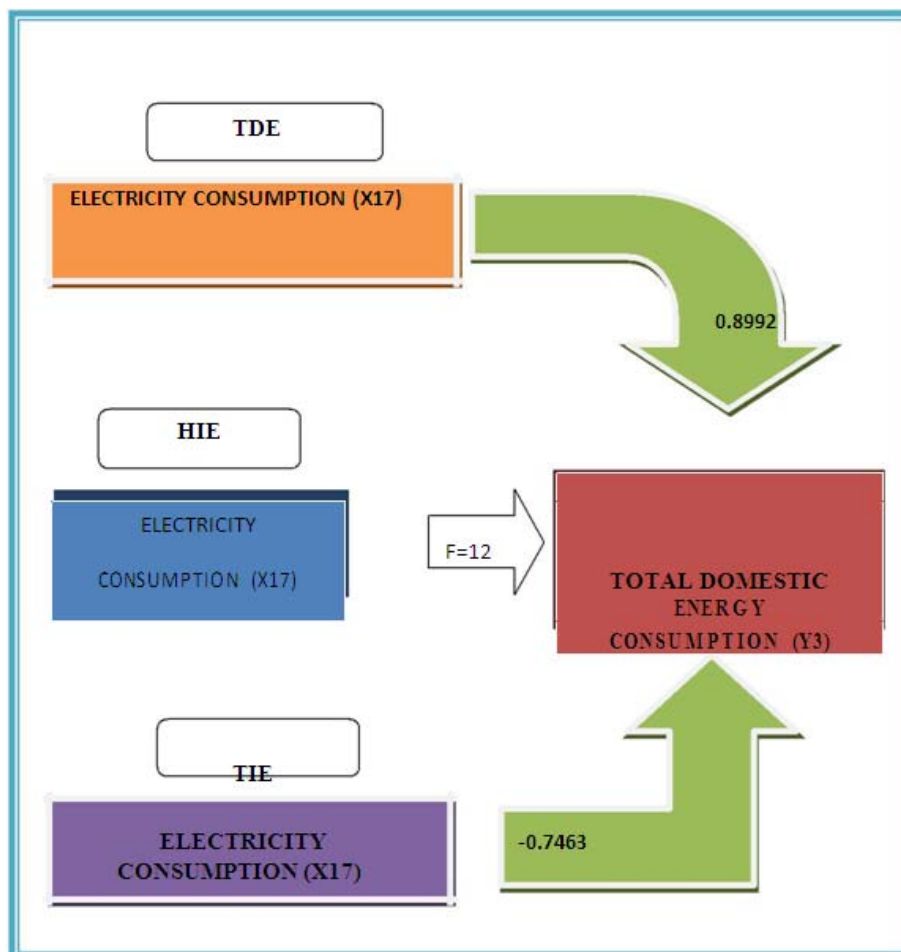 TDE
ELECTRICITY CONSUMPTION (X17)
0.8992
HIE
ELECTRICITY
CONSUMPTION (X17)
F=12
TOTAL DOMESTIC
ENERGY
CONSUMPTION (Y3)
TIE
ELECTRICITY
CONSUMPTION (X17)
-0.7463